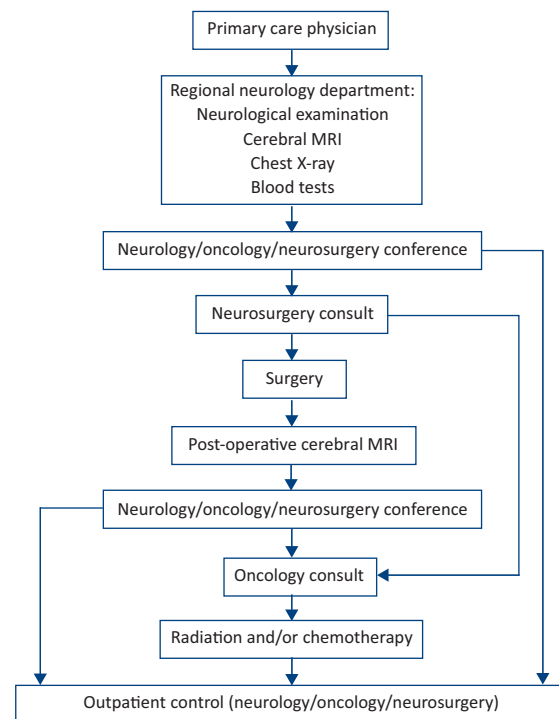 Primary care physician
Regional neurology department:
Neurological examination
Cerebral MRI
Chest X-ray
Blood tests
Neurology/oncology/neurosurgery conference
Neurosurgery consult
Surgery
Post-operative cerebral MRI
Neurology/oncology/neurosurgery conference
Oncology consult
Radiation and/or chemotherapy
Outpatient control (neurology/oncology/neurosurgery)